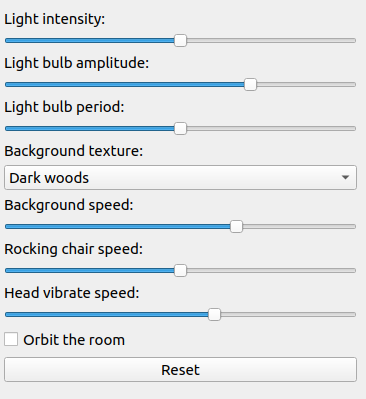 Light intensity:
Light bulb amplitude:
Light bulb period:
Background texture:
Dark woods
Background speed:
Rocking chair speed:
Head vibrate speed:
Orbit the room
Reset